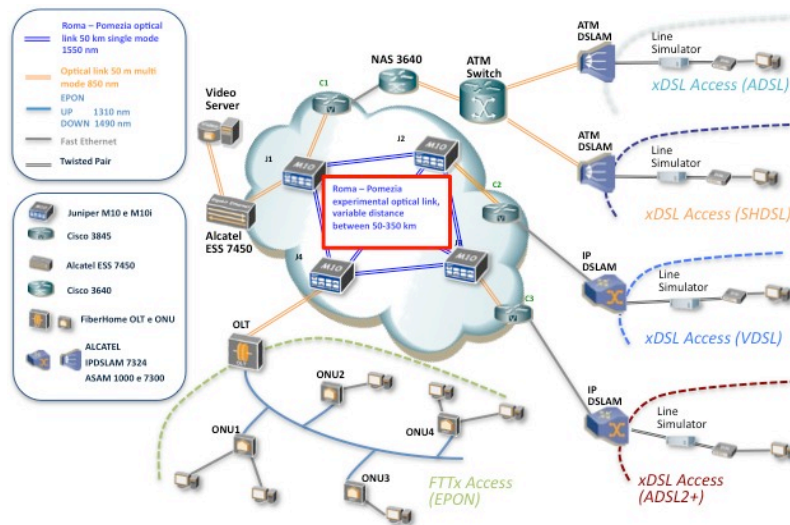 Roma – Pomezia optical
link 50 km single mode
1550 nm
Optical link 50 m multi
mode 850 nm
EPON
UP 1310 nm
DOWN 1490 nm
Fast Ethernet
Twisted Pair
Juniper M10 e M10i
Cisco 3845
Alcatel ESS 7450
Cisco 3640
FiberHome OLT e ONU
ALCATEL
IPDSLAM 7324
ASAM 1000 e 7300
Video
Server
Alcatel
ESS 7450
C1
NAS 3640
ATM
Switch
J1
M10
J2
M10
Roma – Pomezia
experimental optical link,
variable distance
between 50-350 km
J4
M10
M10
C2
C3
OLT
ONU1
ONU2
ONU3
ONU4
FTTx Access
(EPON)
ATM
DSLAM
Line
Simulator
xDSL Access (ADSL)
ATM
DSLAM
Line
Simulator
xDSL Access (SHDSL)
IP
DSLAM
Line
Simulator
xDSL Access (VDSL)
IP
DSLAM
Line
Simulator
xDSL Access
(ADSL2+)